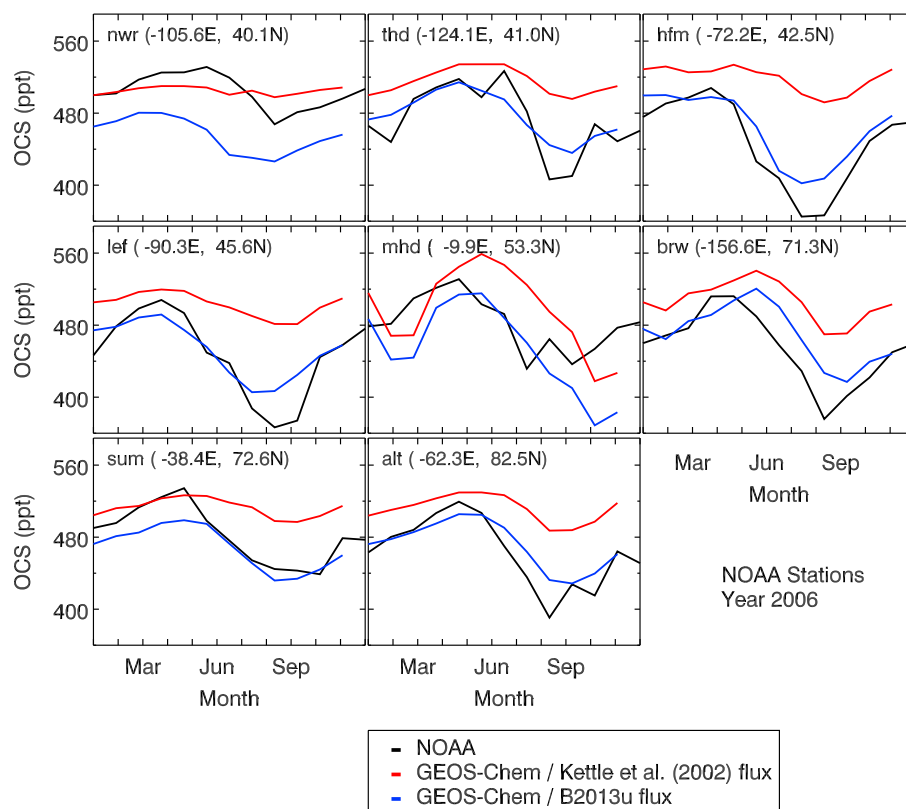 nwr (-105.6E, 40.1N)
thd (-124.1E, 41.0N)
hfm (-72.2E, 42.5N)
560
480
400
OCS (ppt)
lef (-90.3E, 45.6N)
mhd ( -9.9E, 53.3N)
brw (-156.6E, 71.3N)
560
480
400
OCS (ppt)
Mar Jun Sep
Month
sum ( -38.4E, 72.6N)
alt (-62.3E, 82.5N)
560
480
400
OCS (ppt)
NOAA Stations
Year 2006
Mar Jun Sep
Month
Mar Jun Sep
Month
NOAA
GEOS-Chem / Kettle et al. (2002) flux
GEOS-Chem / B2013u flux